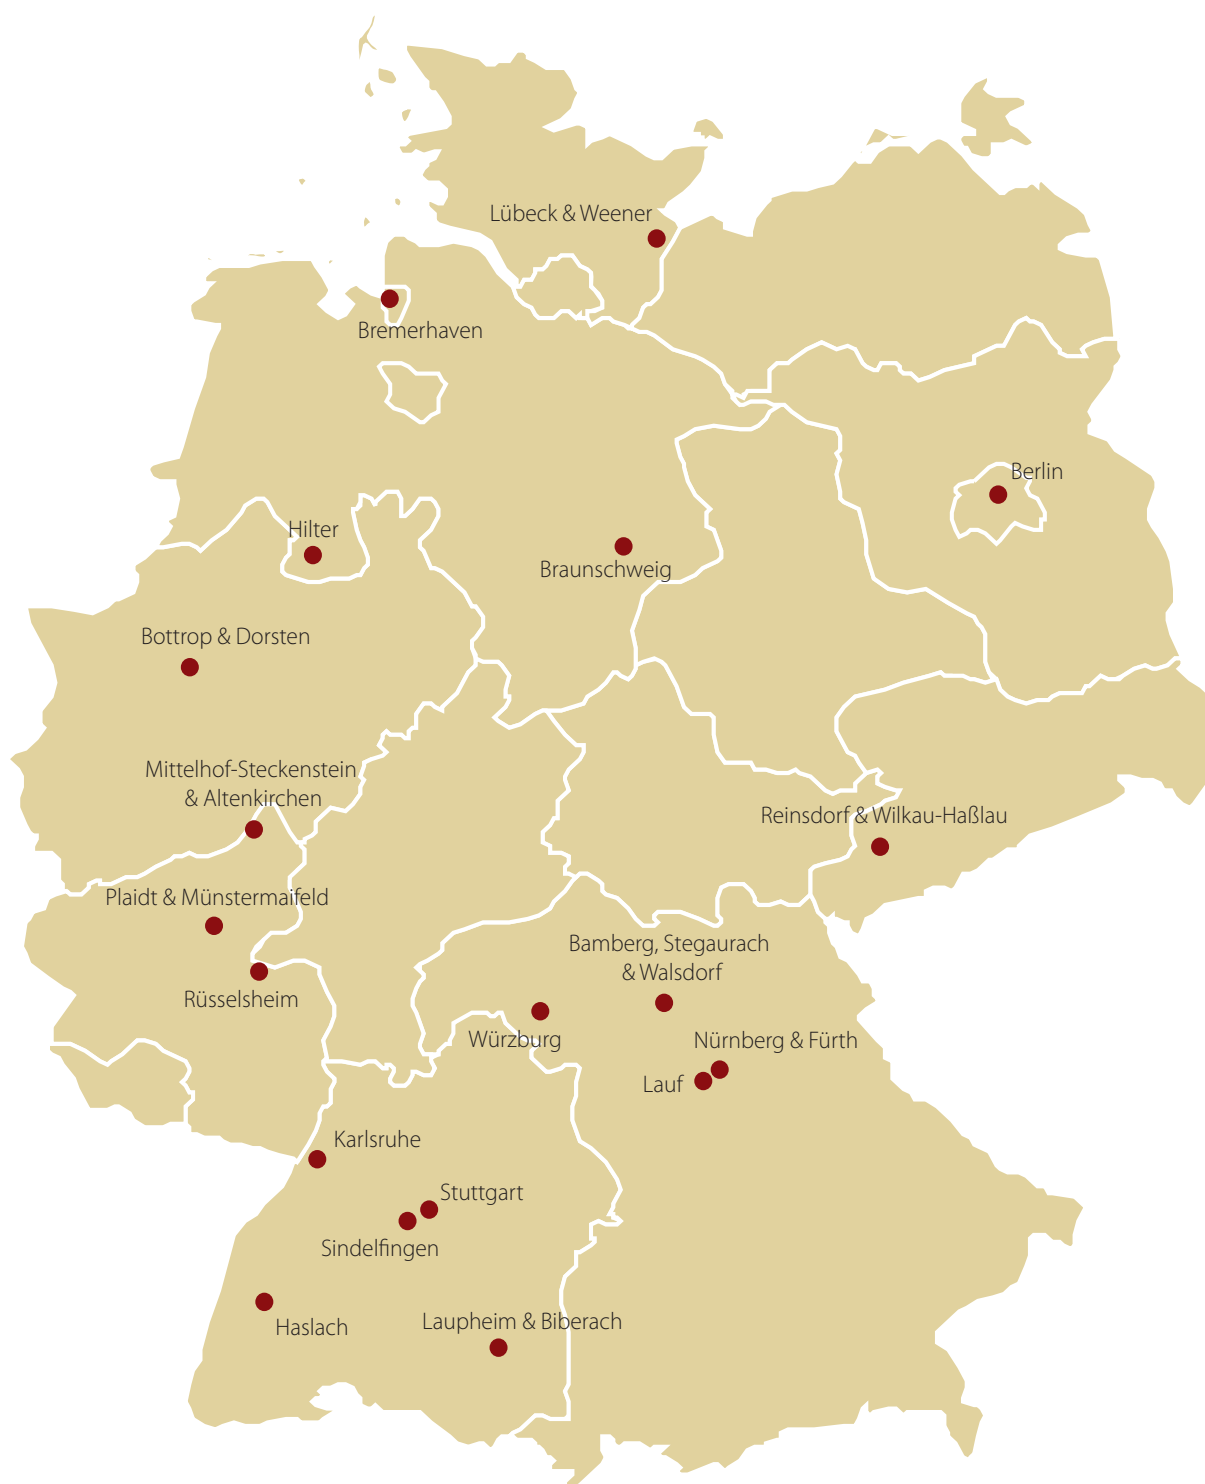 Lübeck & Weener
Bremerhaven
Berlin
Hilter
Braunschweig
Bottrop & Dorsten
Mittelhof-Steckenstein
& Altenkirchen
Reinsdorf & Wilkau-Haßlau
Plaidt & Münstermaifeld
Bamberg, Stegaurach
& Walsdorf
Rüsselsheim
Würzburg
Nürnberg & Fürth
Lauf
Karlsruhe
Stuttgart
Sindelfingen
Haslach
Laupheim & Biberach